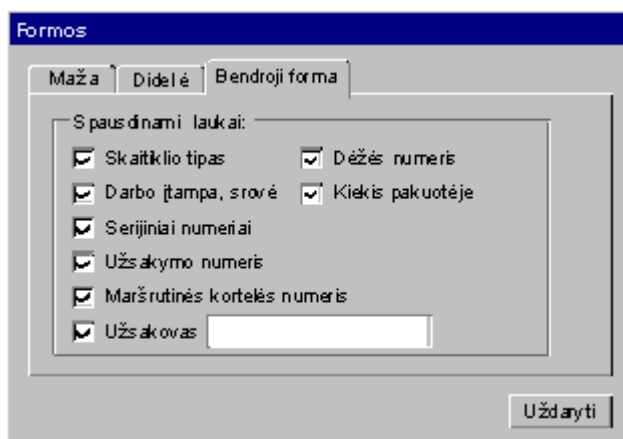 Formos
Maža Didelė Bendroji forma
Spausdinami laukai:
Skaitiklio tipas Dėžės numeris
Darbo įtampa, srovė Kiekis pakuotėje
Serijiniai numeriai
Užsakymo numeris
Maršrutinės kortelės numeris
Užsakovas
Uždaryti